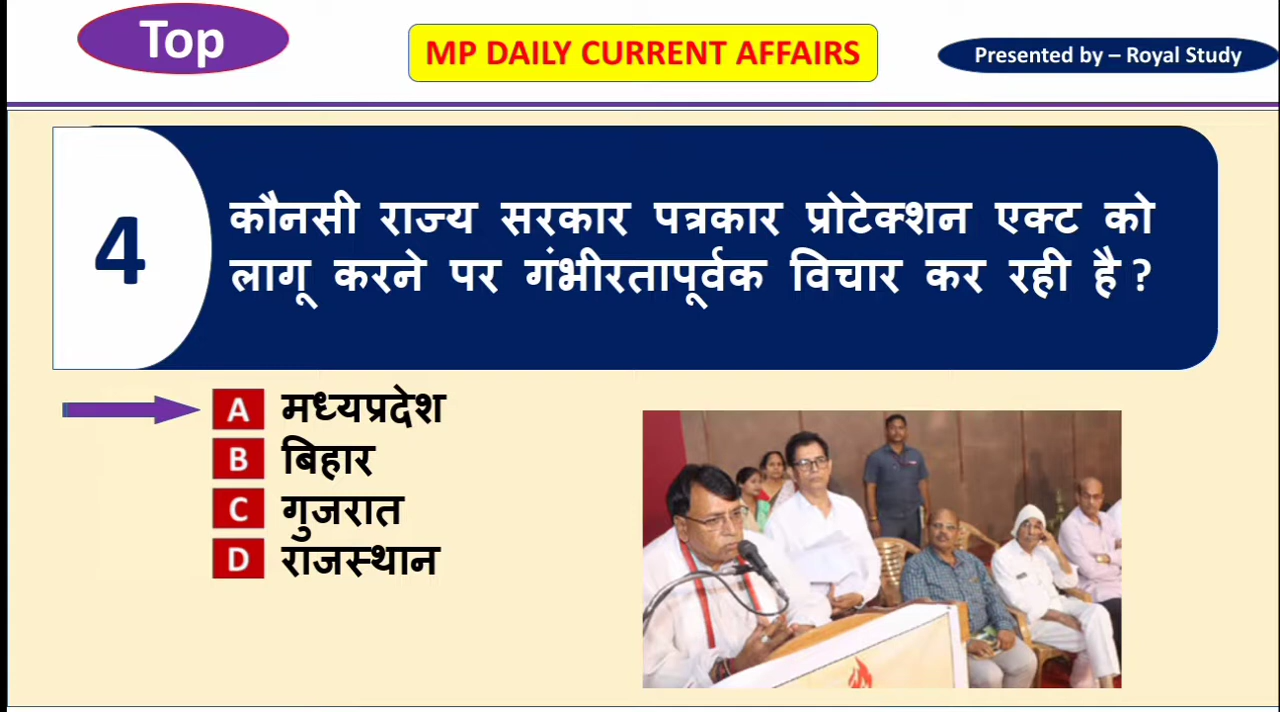 Top
MP DAILY CURRENT AFFAIRS
Presented by – Royal Study
4
कौनसी राज्य सरकार पत्रकार प्रोटेक्शन एक्ट को
लागू करने पर गंभीरतापूर्वक विचार कर रही है ?
A मध्यप्रदेश
B बिहार
C गुजरात
D राजस्थान